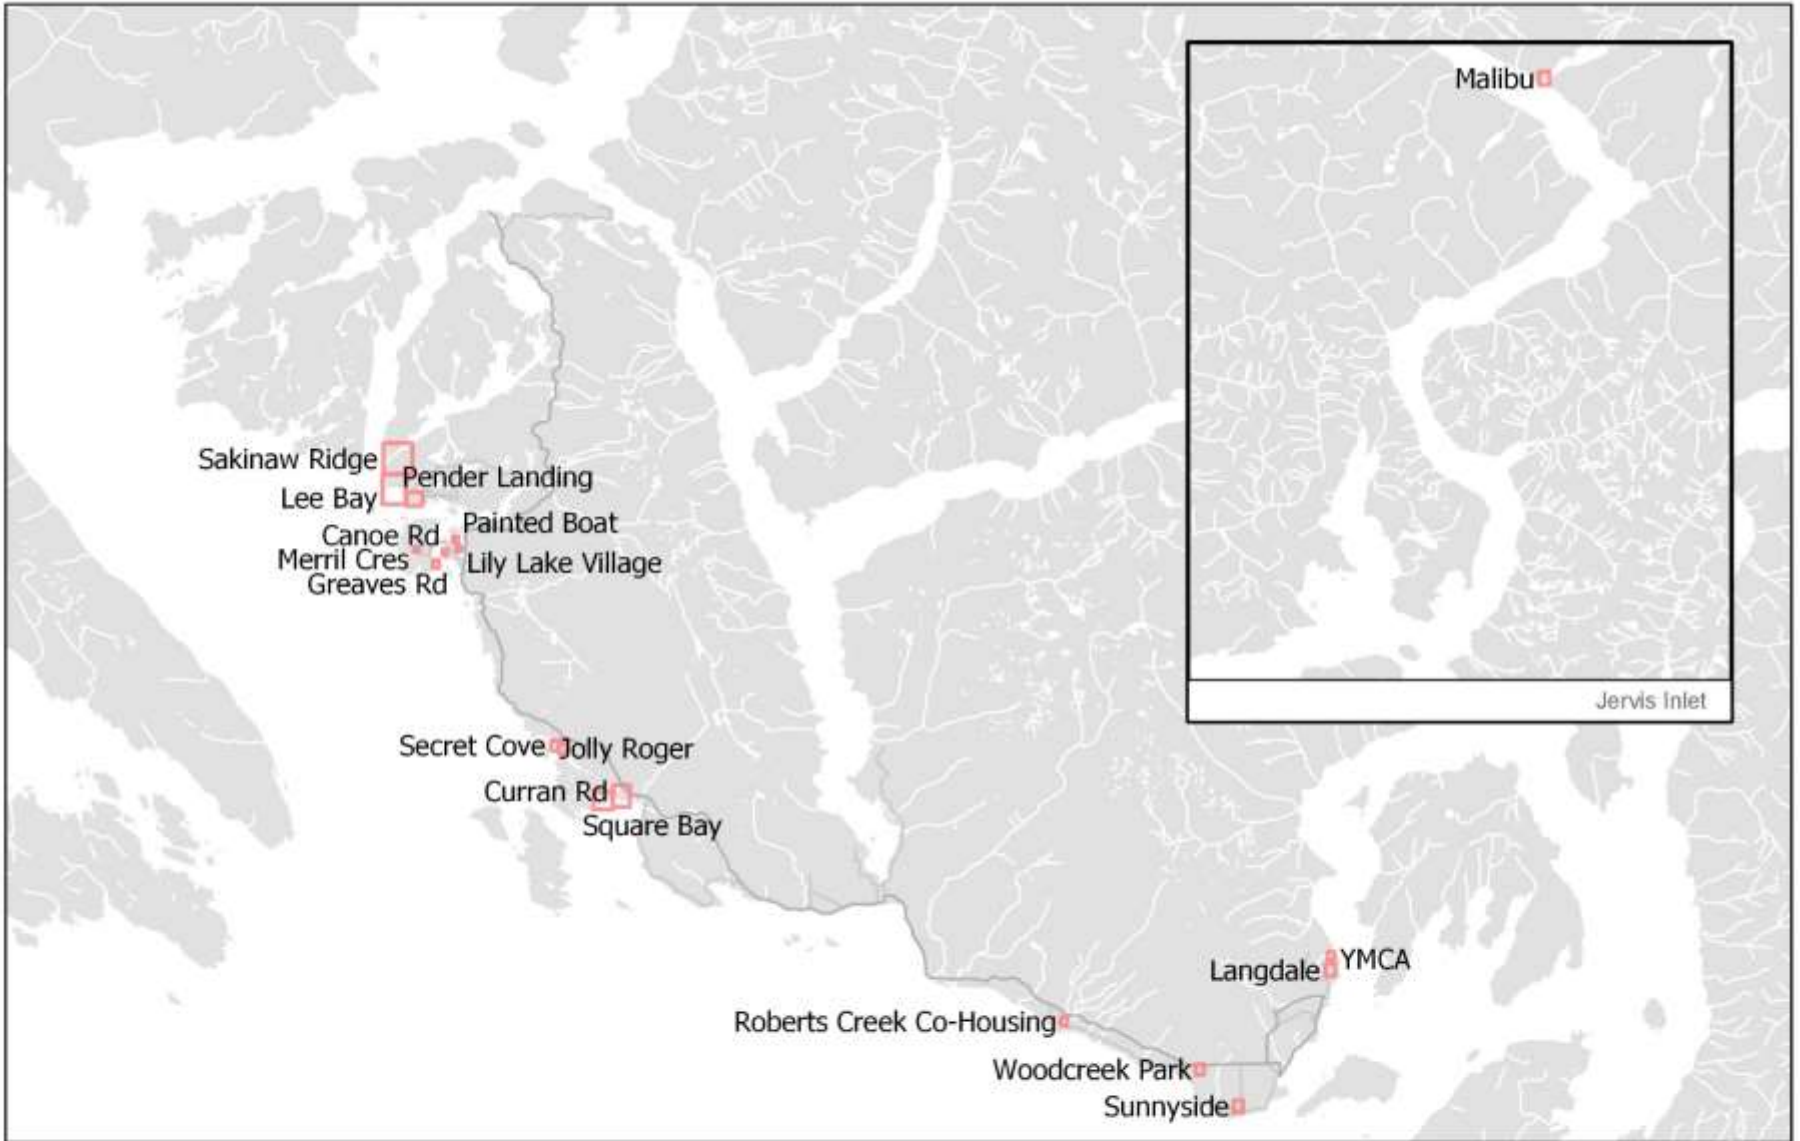 Malibu
Sakinaw Ridge
Pender Landing
Lee Bay
Painted Boat
Canoe Rd
Merril Cres
Lily Lake Village
Greaves Rd
Jervis Inlet
Secret Cove
Jolly Roger
Curran Rd
Square Bay
YMCA
Langdale
Roberts Creek Co-Housing
Woodcreek Park
Sunnyside